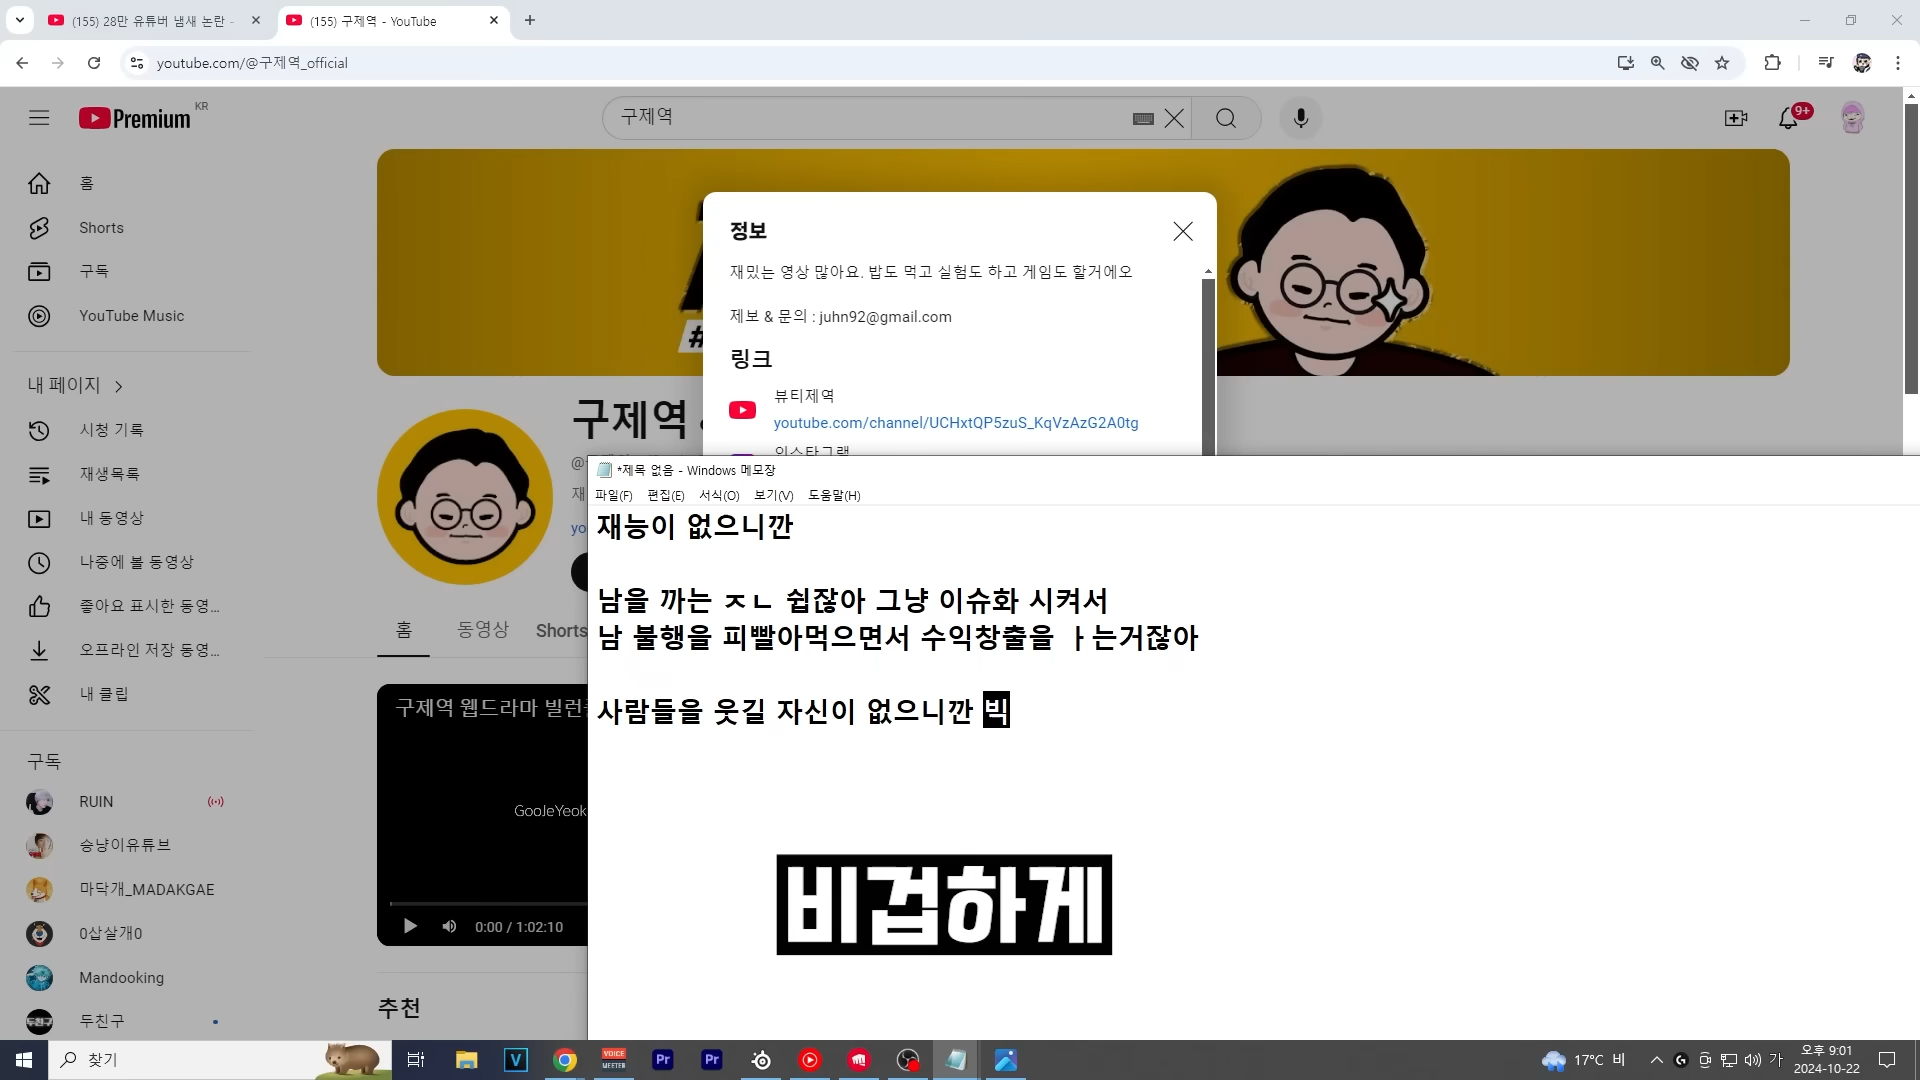 (155) 28만 유튜버 냄새 논란 -
(155) 구제역 - YouTube
youtube.com/@구제역_official
Premium KR
구제역
9+
홈
Shorts
구독
YouTube Music
내 페이지
시청 기록
재생목록
내 동영상
나중에 볼 동영상
좋아요 표시한 동영...
오프라인 저장 동영...
내 클립
구독
RUIN
승냥이유튜브
마닥개_MADAKGAE
0삽살개0
Mandooking
두친구
정보
재밌는 영상 많아요. 밥도 먹고 실험도 하고 게임도 할거에오
제보 & 문의 : juhn92@gmail.com
링크
뷰티제역
youtube.com/channel/UCHxtQP5zuS_KqVzAzG2A0tg
인스타그램
구제역
홈
동영상
Shorts
구제역 웹드라마 빌런
GooJeYeok
0:00 / 1:02:10
추천
*제목 없음 - Windows 메모장
파일(F) 편집(E) 서식(O) 보기(V) 도움말(H)
재능이 없으니깐
남을 까는 ㅈㄴ 쉽잖아 그냥 이슈화 시켜서
남 불행을 피빨아먹으면서 수익창출을 ㅏ는거잖아
사람들을 웃길 자신이 없으니깐 빅
비겁하게
찾기
VOICE MEETER
Pr
Pr
17°C 비
가
오후 9:01
2024-10-22